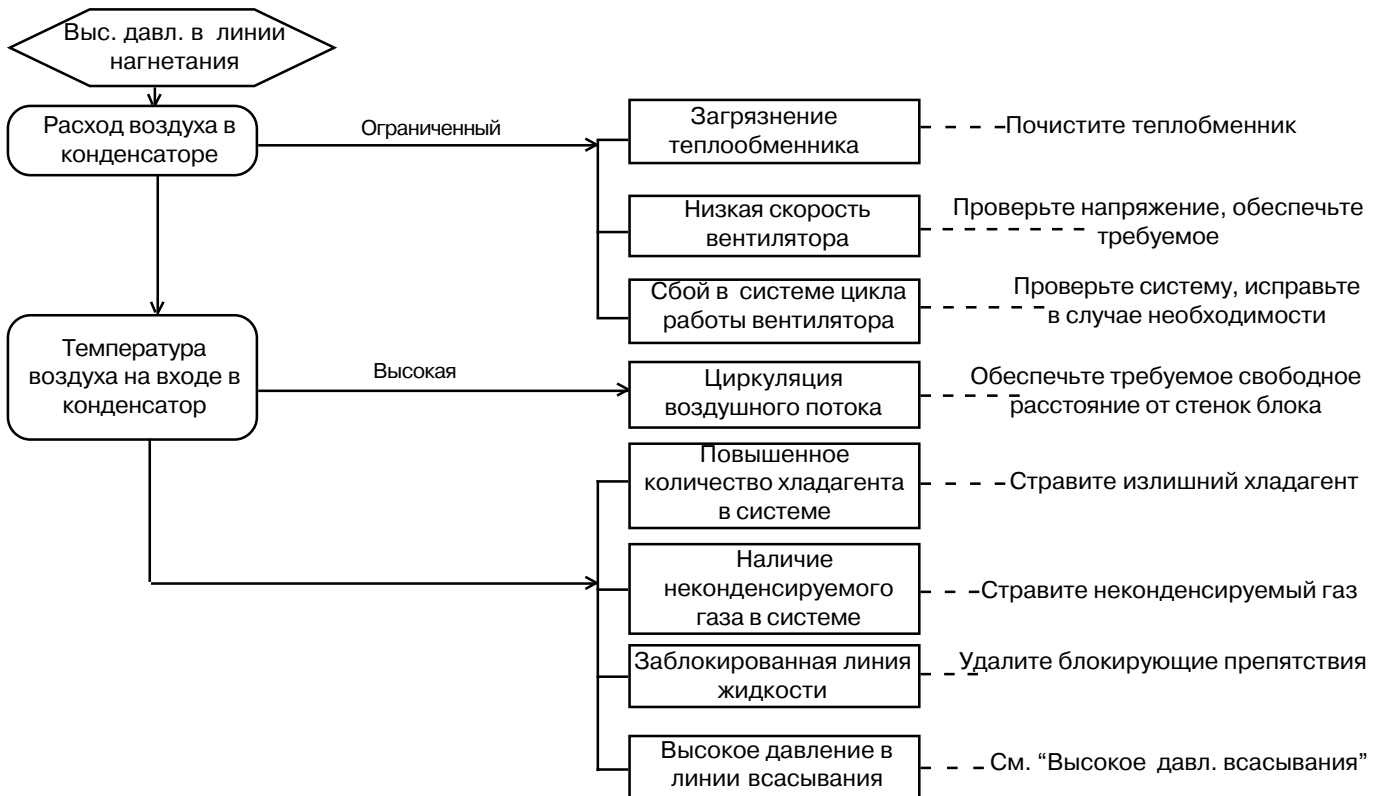 Выс. давл. в линии
нагнетания
Расход воздуха в
конденсаторе
Ограниченный
Загрязнение
теплообменника
Почистите теплобменник
Низкая скорость
вентилятора
Проверьте напряжение, обеспечьте
требуемое
Сбой в системе цикла
работы вентилятора
Проверьте систему, исправьте
в случае необходимости
Температура
воздуха на входе в
конденсатор
Высокая
Циркуляция
воздушного потока
Обеспечьте требуемое свободное
расстояние от стенок блока
Повышенное
количество хладагента
в системе
Стравите излишний хладагент
Наличие
неконденсируемого
газа в системе
Стравите неконденсируемый газ
Заблокированная линия
жидкости
Удалите блокирующие препятствия
Высокое давление в
линии всасывания
См. “Высокое давл. всасывания”